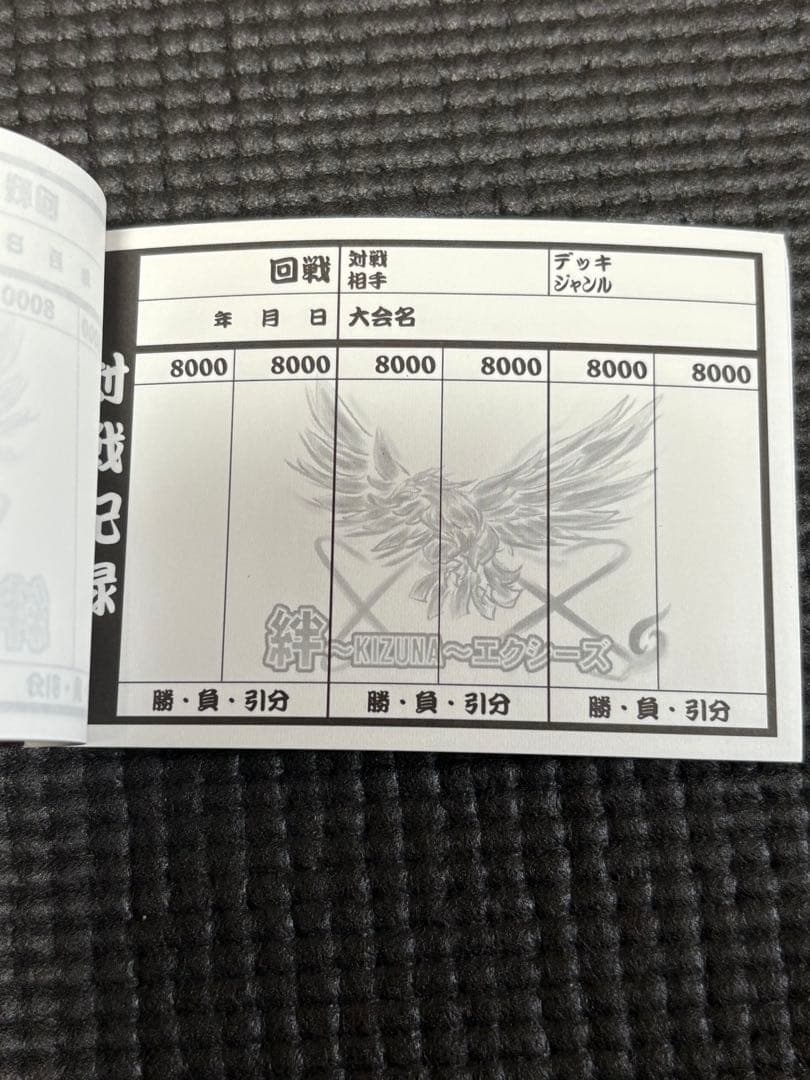 回戦
対戦
相手
デッキ
ジャンル
年 月 日
大会名
8000 8000 8000 8000 8000 8000
対戦記録
絆～KIZUNA～エクシーズ
勝・負・引分 勝・負・引分 勝・負・引分